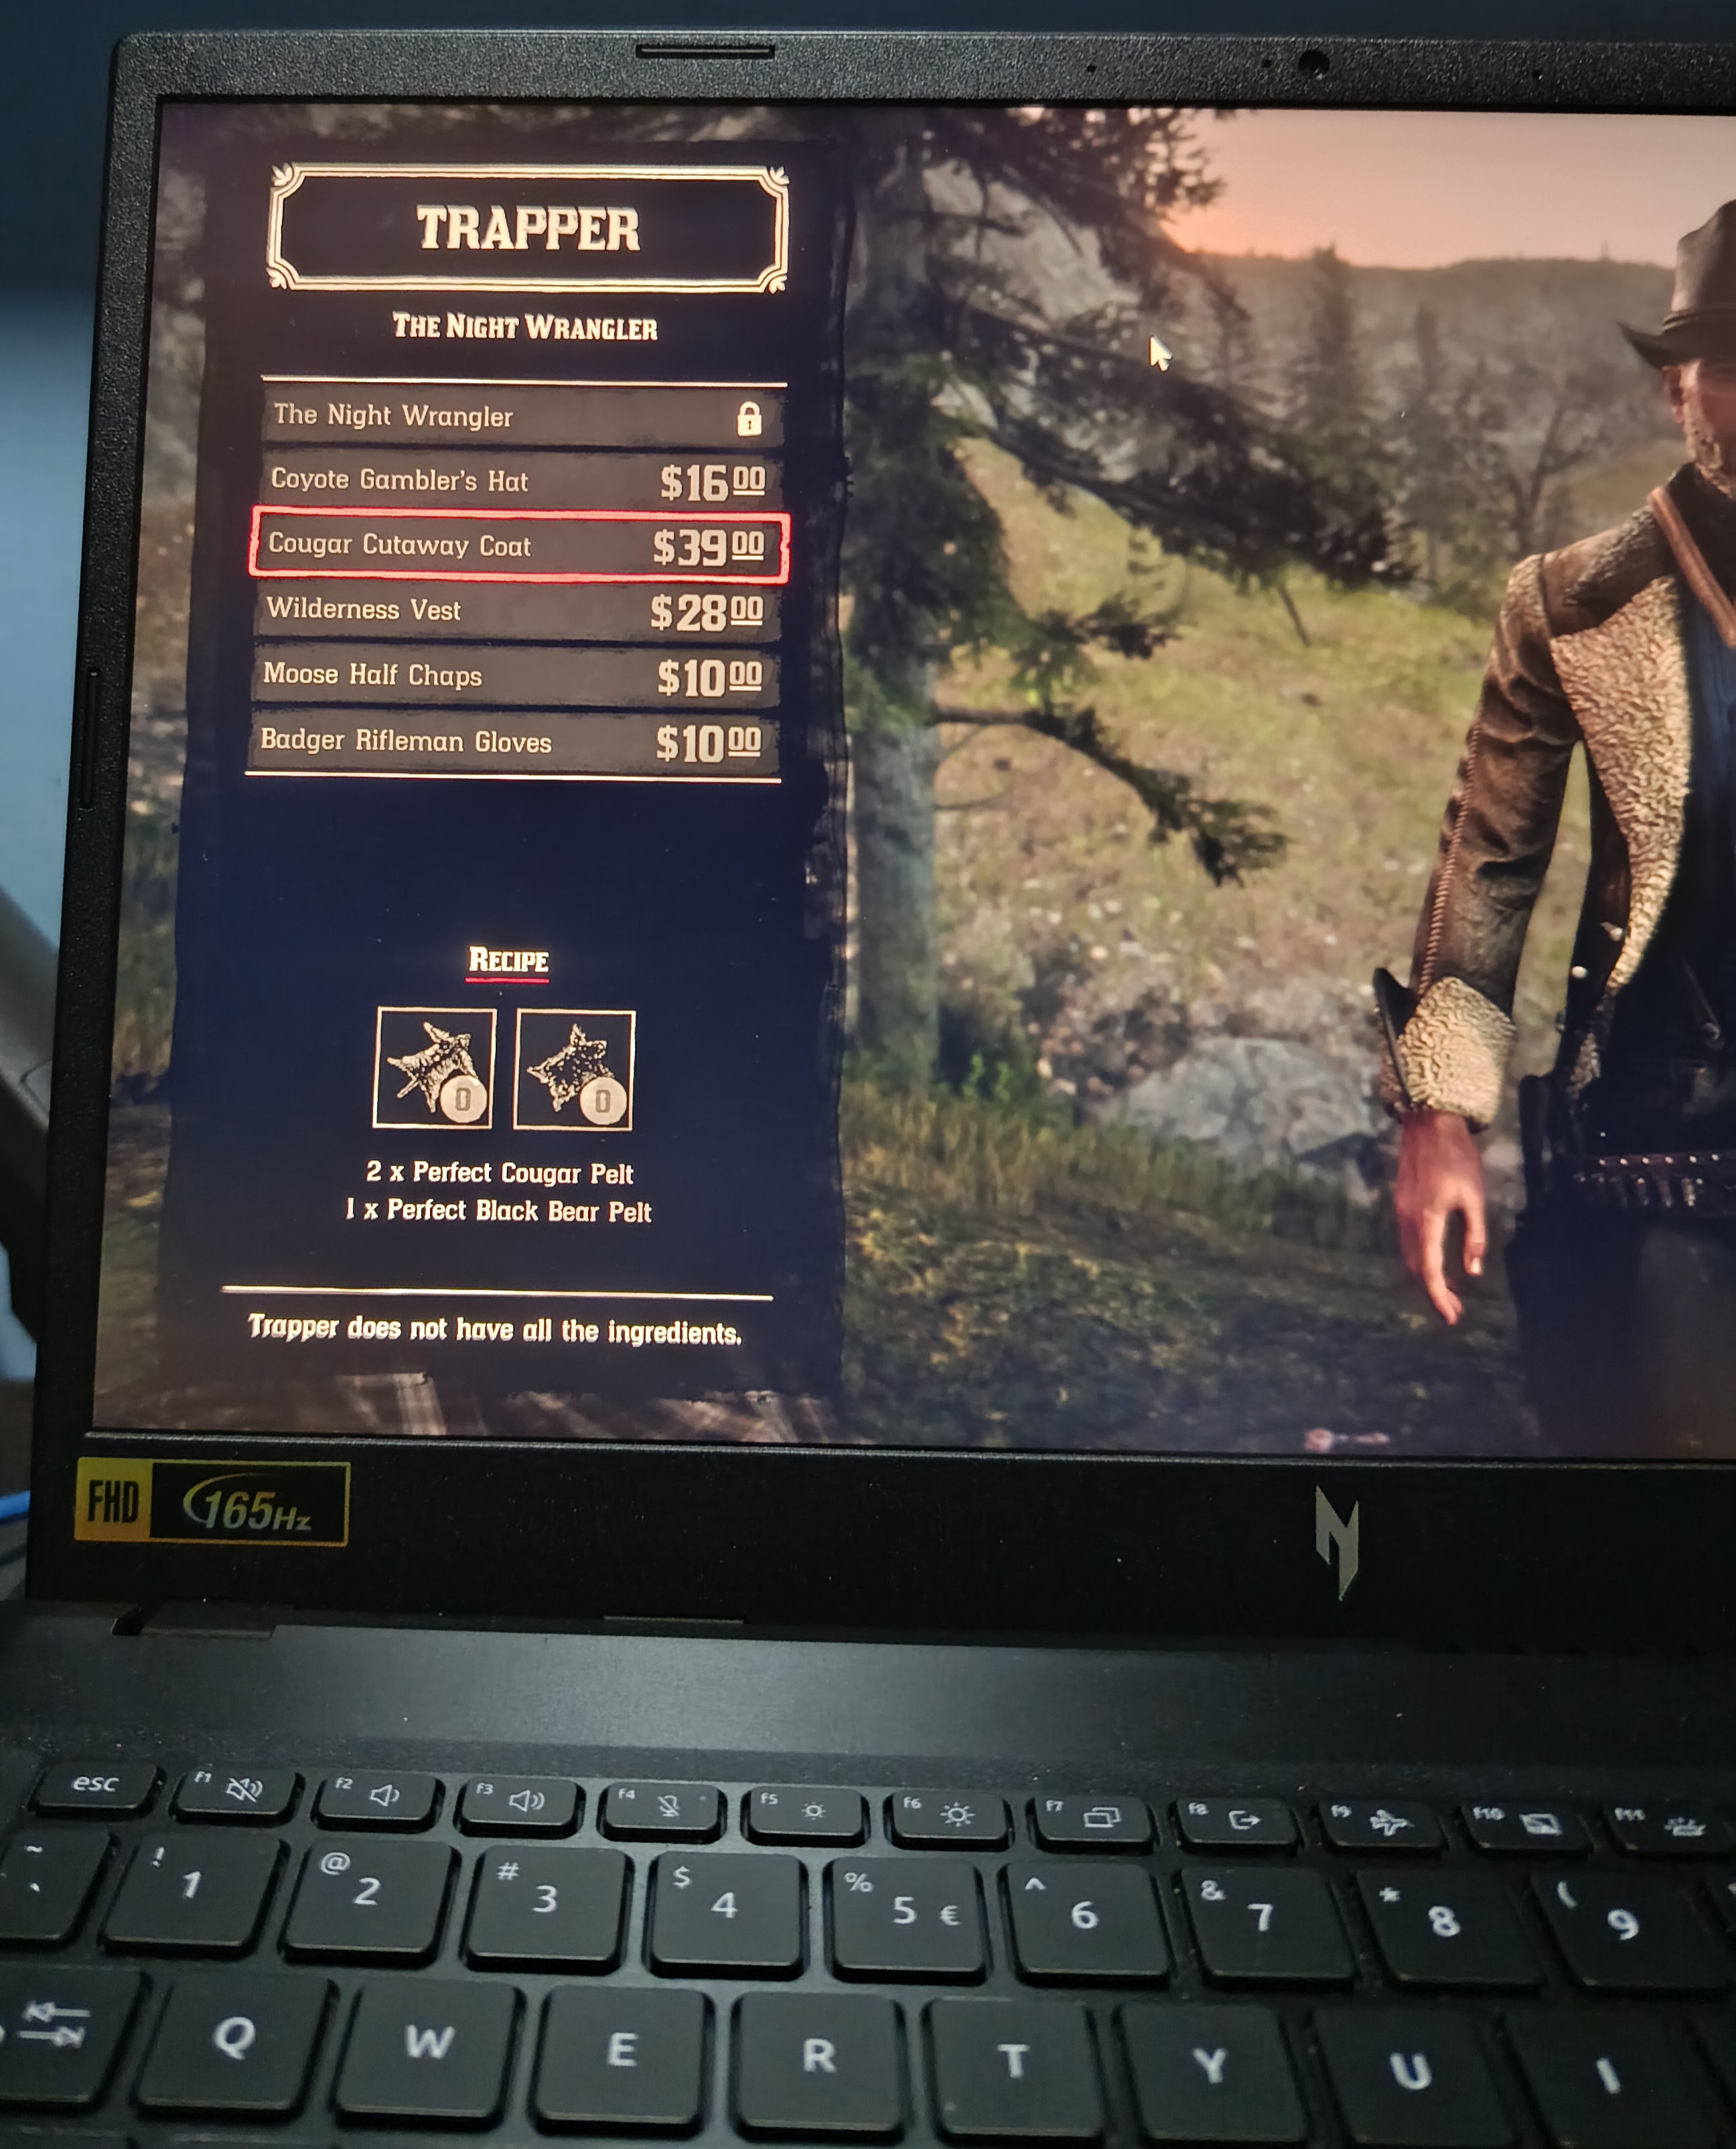 TRAPPER
THE NIGHT WRANGLER
The Night Wrangler
Coyote Gambler's Hat $16 00
Cougar Cutaway Coat $39 00
Wilderness Vest $28 00
Moose Half Chaps $10 00
Badger Rifleman Gloves $10 00
RECIPE
0 0
2 x Perfect Cougar Pelt
1 x Perfect Black Bear Pelt
Trapper does not have all the ingredients.
FHD 165Hz
esc F1 F2 F3 F4 F5 F6 F7 F8 F9 F10 F11
~ ! @ # $ % ^ & * (
` 1 2 3 4 5 € 6 7 8 9
Q W E R T Y U I